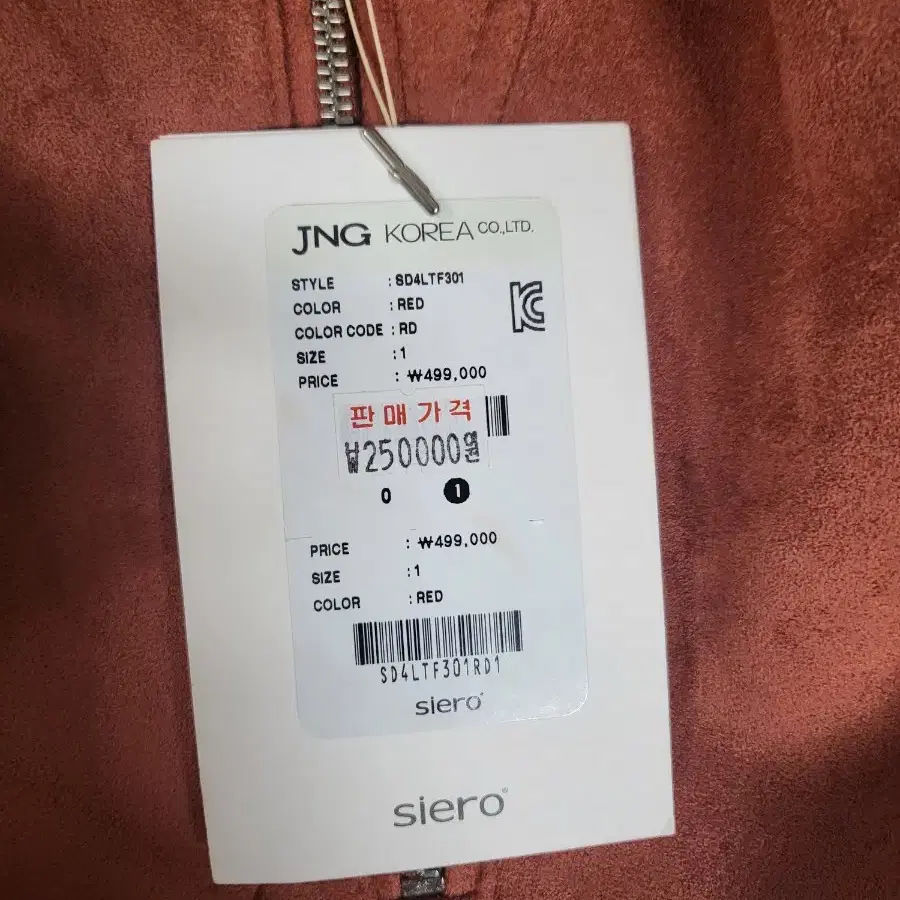 JNG KOREA CO.,LTD.
STYLE : SD4LTF301
COLOR : RED
COLOR CODE : RD
SIZE : 1
PRICE : ₩499,000
판매가격
₩250000원
0 1
PRICE : ₩499,000
SIZE : 1
COLOR : RED
SD4LTF301RD1
siero
siero